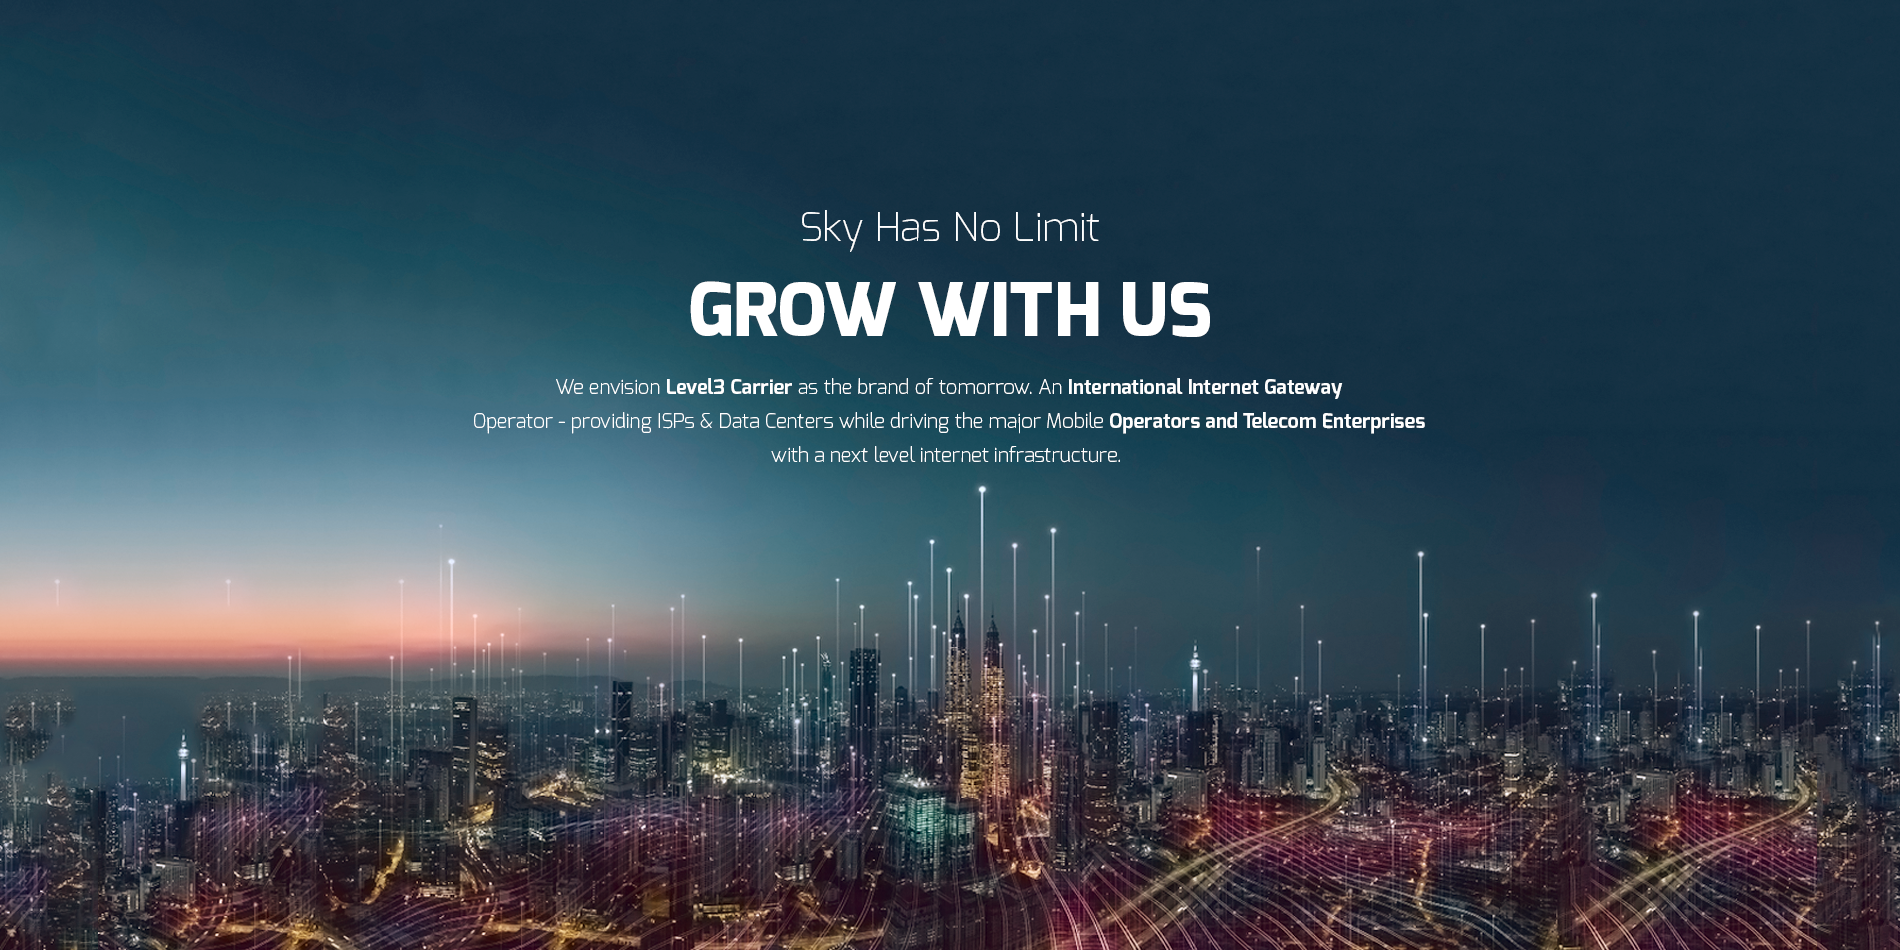 Sky Has No Limit
GROW WITH US
We envision Level3 Carrier as the brand of tomorrow. An International Internet Gateway
Operator - providing ISPs & Data Centers while driving the major Mobile Operators and Telecom Enterprises
with a next level internet infrastructure.